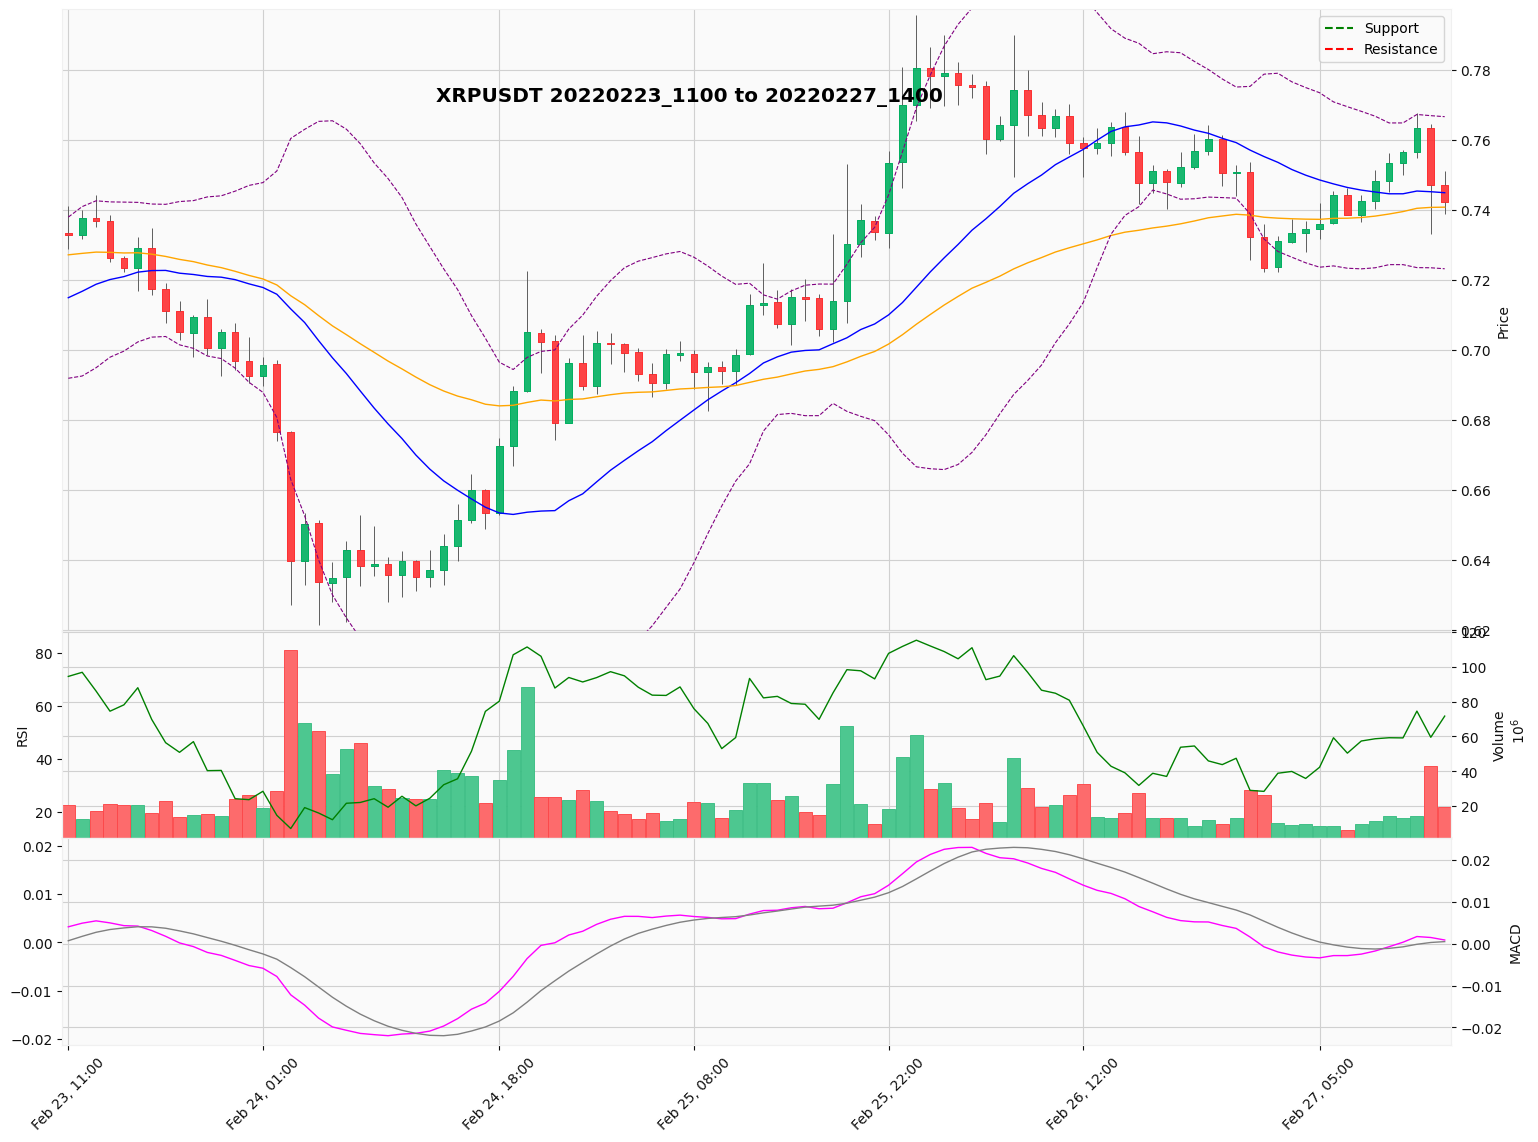 XRPUSDT 20220223_1100 to 20220227_1400
Support
Resistance
0.78
0.76
0.74
0.72
0.70
0.68
0.66
0.64
0.62
Price
80
60
40
20
RSI
120
100
80
60
40
20
Volume
10^6
0.02
0.01
0.00
−0.01
−0.02
0.02
0.01
0.00
−0.01
−0.02
MACD
Feb 23, 11:00
Feb 24, 01:00
Feb 24, 18:00
Feb 25, 08:00
Feb 25, 22:00
Feb 26, 12:00
Feb 27, 05:00